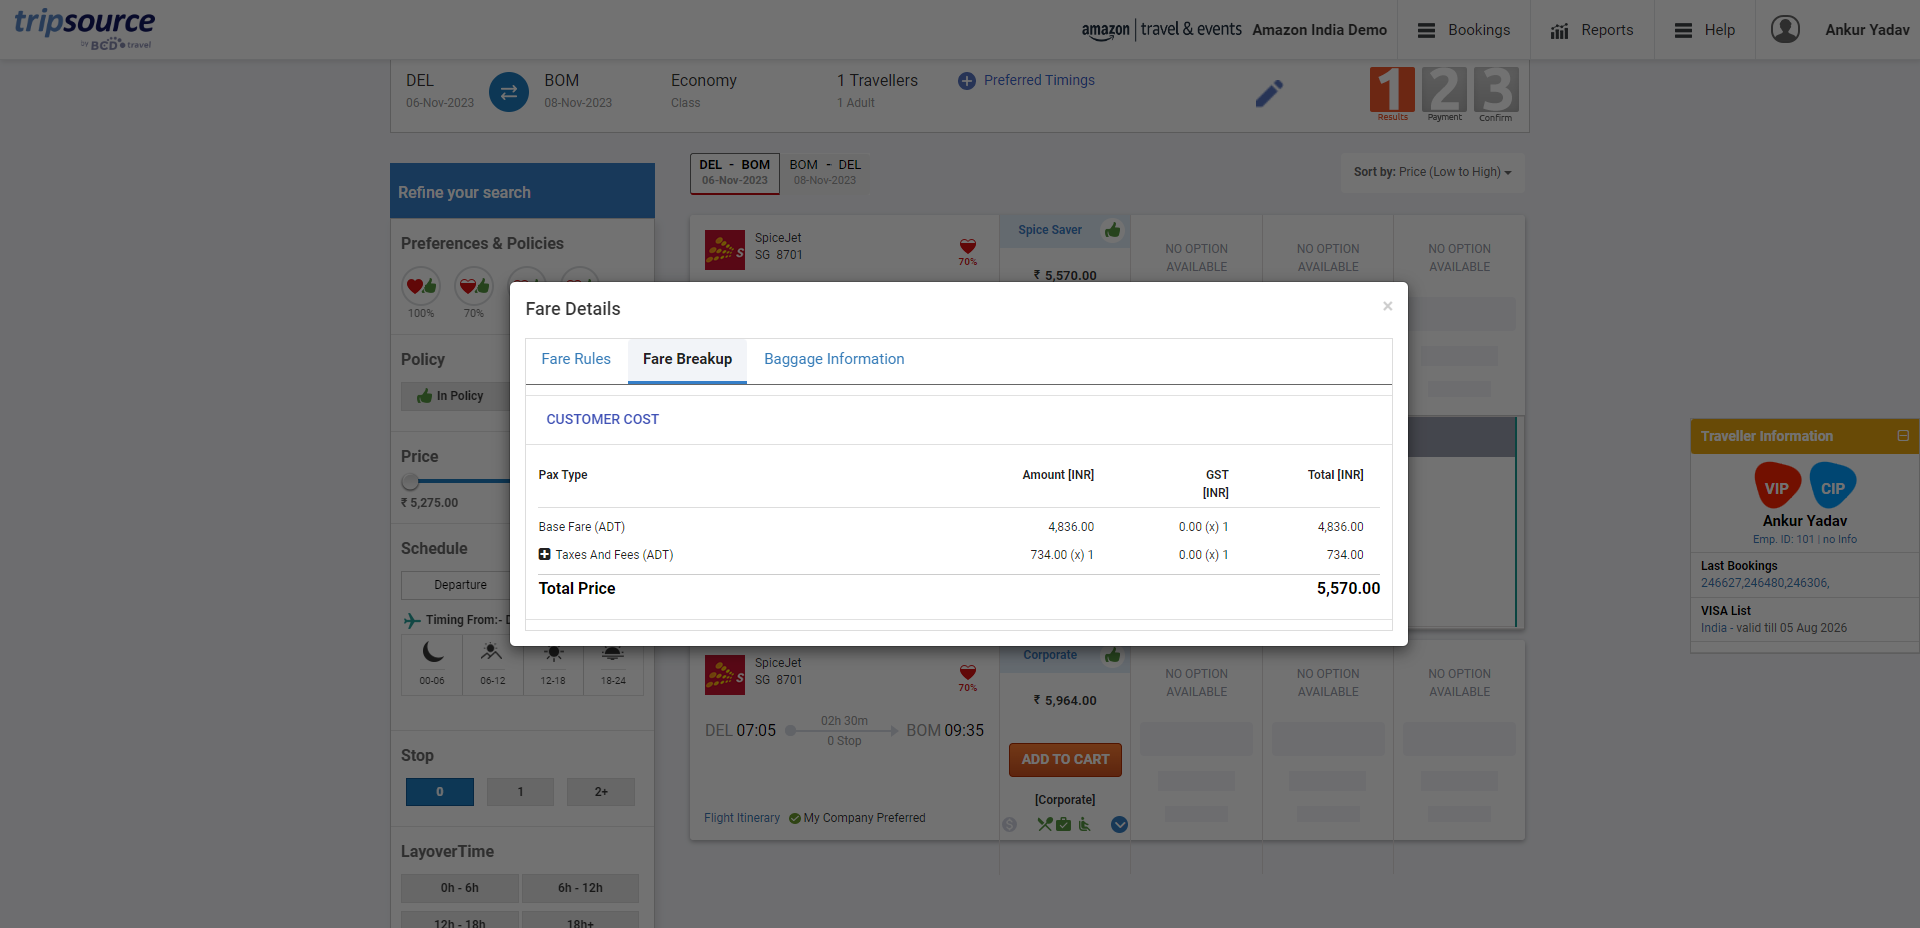 tripsource
by BCD travel
amazon | travel & events Amazon India Demo
Bookings
Reports
Help
Ankur Yadav
DEL
06-Nov-2023
BOM
08-Nov-2023
Economy
Class
1 Travellers
1 Adult
Preferred Timings
1 2 3
Results Payment Confirm
Refine your search
Preferences & Policies
100% 70%
Policy
In Policy
Price
₹ 5,275.00
Schedule
Departure
Timing From:-
00-06 06-12 12-18 18-24
Stop
0 1 2+
LayoverTime
0h - 6h 6h - 12h
12h - 18h 18h+
DEL - BOM
06-Nov-2023
BOM - DEL
08-Nov-2023
Sort by: Price (Low to High)
SpiceJet
SG 8701
70%
Spice Saver
₹ 5,570.00
NO OPTION AVAILABLE
NO OPTION AVAILABLE
NO OPTION AVAILABLE
Fare Details
×
Fare Rules Fare Breakup Baggage Information
CUSTOMER COST
Pax Type Amount [INR] GST [INR] Total [INR]
Base Fare (ADT) 4,836.00 0.00 (x) 1 4,836.00
Taxes And Fees (ADT) 734.00 (x) 1 0.00 (x) 1 734.00
Total Price 5,570.00
SpiceJet
SG 8701
70%
DEL 07:05 02h 30m BOM 09:35
0 Stop
Flight Itinerary My Company Preferred
Corporate
₹ 5,964.00
ADD TO CART
[Corporate]
NO OPTION AVAILABLE
NO OPTION AVAILABLE
NO OPTION AVAILABLE
Traveller Information
VIP CIP
Ankur Yadav
Emp. ID: 101 | no Info
Last Bookings
246627,246480,246306,
VISA List
India - valid till 05 Aug 2026